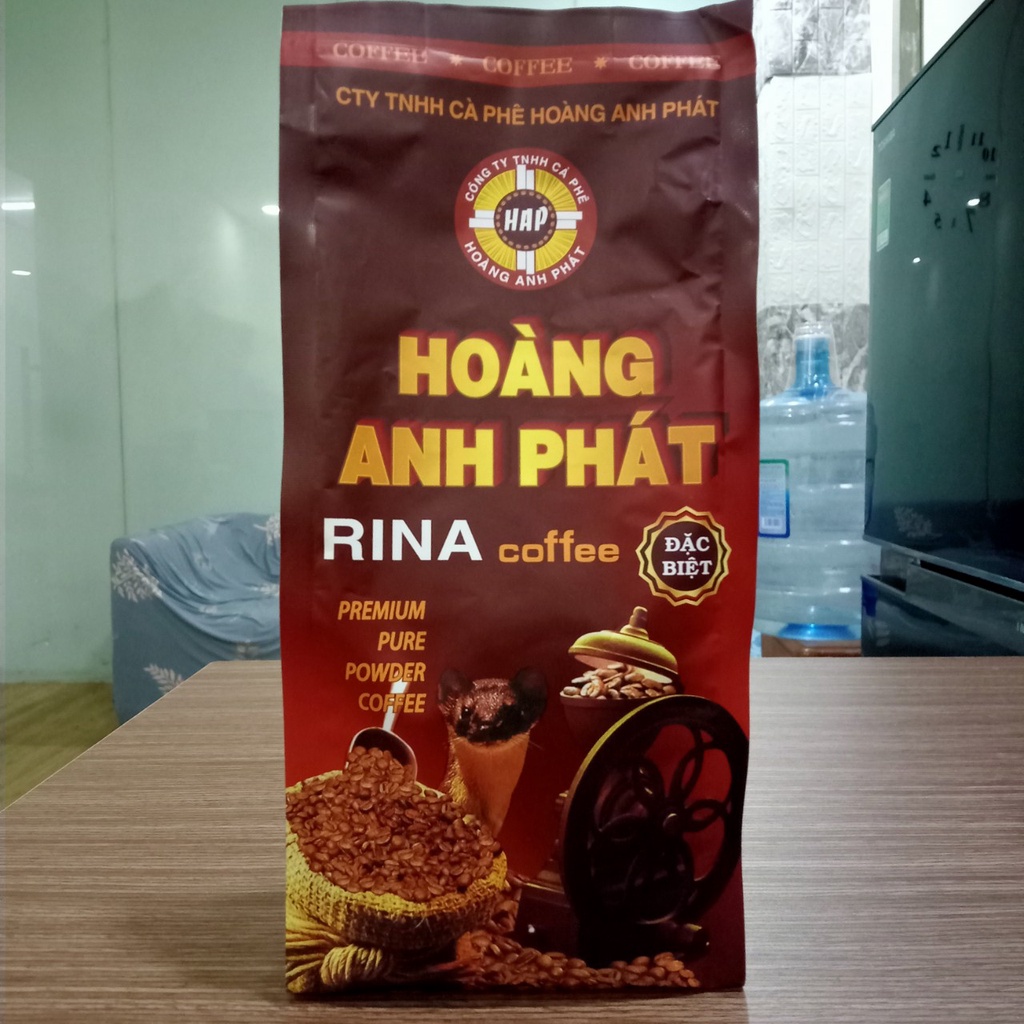 COFFEE * COFFEE * COFFEE
CTY TNHH CÀ PHÊ HOÀNG ANH PHÁT
CÔNG TY TNHH CÀ PHÊ
HAP
HOÀNG ANH PHÁT
HOÀNG
ANH PHÁT
RINA coffee
ĐẶC
BIỆT
PREMIUM
PURE
POWDER
COFFEE